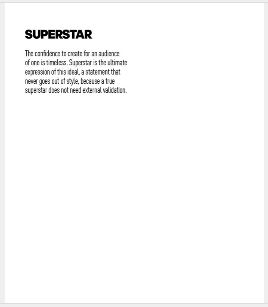 SUPERSTAR
The confidence to create for an audience
of one is timeless. Superstar is the ultimate
expression of this ideal, a statement that
never goes out of style, because a true
superstar does not need external validation.